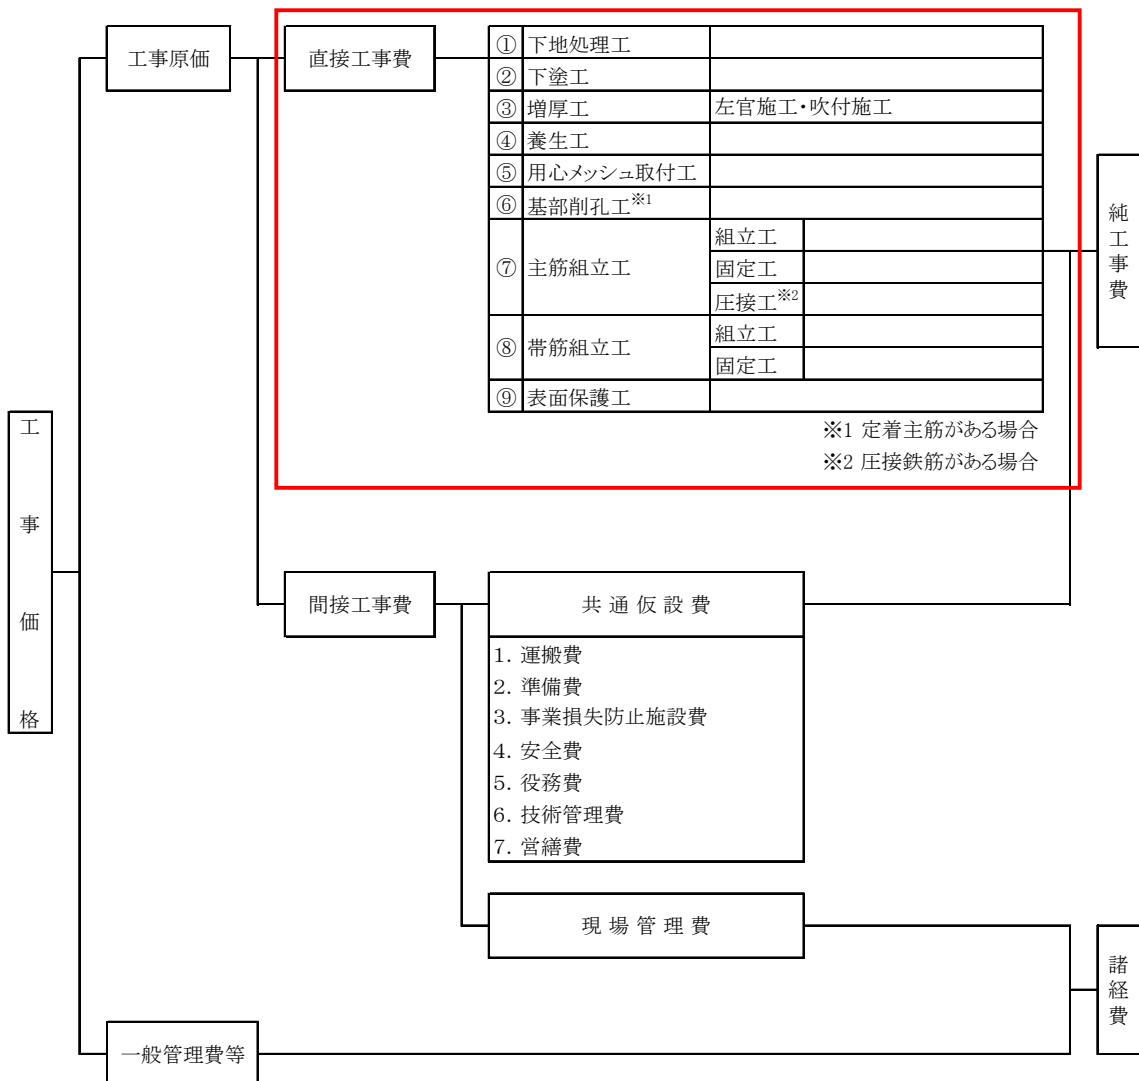 工事価格
工事原価
直接工事費
① 下地処理工
② 下塗工
③ 増厚工 左官施工・吹付施工
④ 養生工
⑤ 用心メッシュ取付工
⑥ 基部削孔工※1
⑦ 主筋組立工
組立工
固定工
圧接工※2
⑧ 帯筋組立工
組立工
固定工
⑨ 表面保護工
※1 定着主筋がある場合
※2 圧接鉄筋がある場合
純工事費
間接工事費
共通仮設費
1. 運搬費
2. 準備費
3. 事業損失防止施設費
4. 安全費
5. 役務費
6. 技術管理費
7. 営繕費
現場管理費
諸経費
一般管理費等